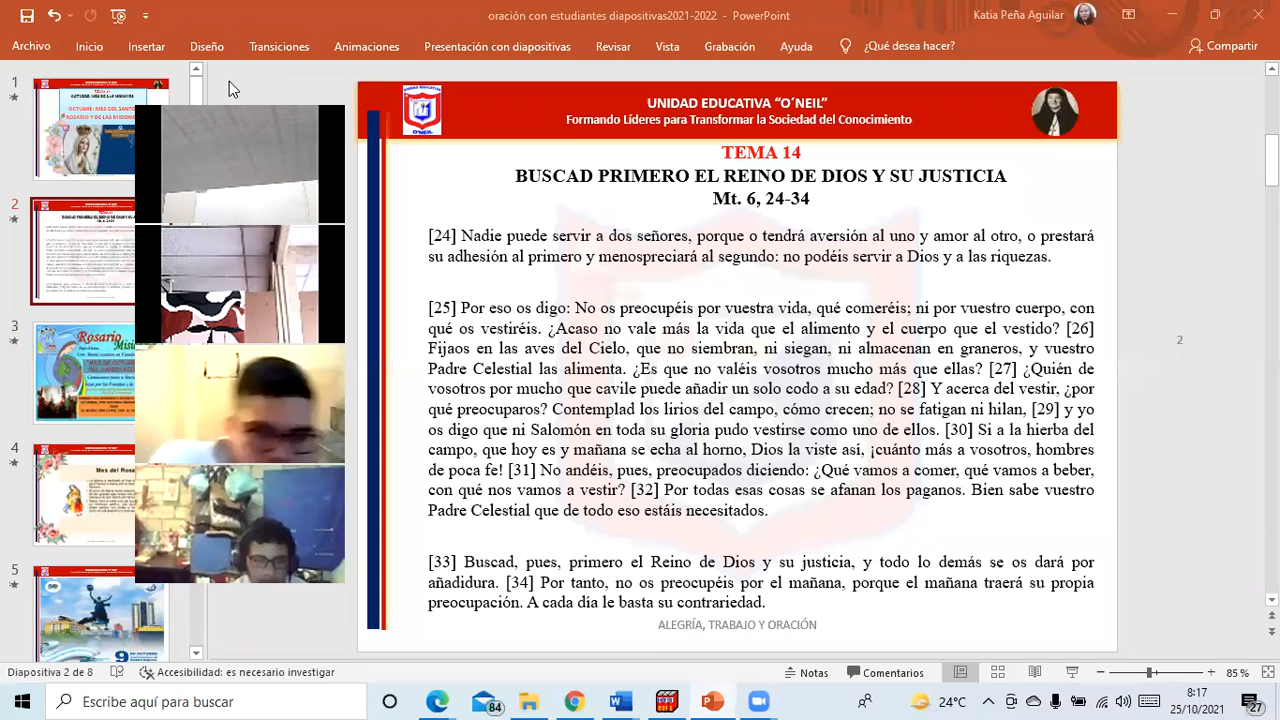 oración con estudiantes diapositivas2021-2022 - PowerPoint
Katia Peña Aguilar
Archivo Inicio Insertar Diseño Transiciones Animaciones Presentación con diapositivas Revisar Vista Grabación Ayuda ¿Qué desea hacer? Compartir
1
2
3
4
5
Rosario
Mes del Rosa
UNIDAD EDUCATIVA "O´NEIL"
Formando Líderes para Transformar la Sociedad del Conocimiento
O'NEIL
TEMA 14
BUSCAD PRIMERO EL REINO DE DIOS Y SU JUSTICIA
Mt. 6, 24-34
[24] Nadie puede servir a dos señores, porque o tendrá aversión al uno y amor al otro, o prestará
su adhesión al primero y menospreciará al segundo: no podéis servir a Dios y a las riquezas.
[25] Por eso os digo: No os preocupéis por vuestra vida, qué comeréis; ni por vuestro cuerpo, con
qué os vestiréis. ¿Acaso no vale más la vida que el alimento y el cuerpo que el vestido? [26]
Fijaos en las aves del Cielo, que no siembran, ni siegan, ni almacenan en graneros, y vuestro
Padre Celestial las alimenta. ¿Es que no valéis vosotros mucho más que ellas? [27] ¿Quién de
vosotros por mucho que cavile puede añadir un solo codo a su edad? [28] Y acerca del vestir, ¿por
qué preocuparos? Contemplad los lirios del campo, cómo crecen; no se fatigan ni hilan, [29] y yo
os digo que ni Salomón en toda su gloria pudo vestirse como uno de ellos. [30] Si a la hierba del
campo, que hoy es y mañana se echa al horno, Dios la viste así, ¡cuánto más a vosotros, hombres
de poca fe! [31] No andéis, pues, preocupados diciendo: ¿Qué vamos a comer, qué vamos a beber,
con qué nos vamos a vestir? [32] Por todas esas cosas se afanan los paganos. Bien sabe vuestro
Padre Celestial que de todo eso estáis necesitados.
[33] Buscad, pues, primero el Reino de Dios y su justicia, y todo lo demás se os dará por
añadidura. [34] Por tanto, no os preocupéis por el mañana, porque el mañana traerá su propia
preocupación. A cada día le basta su contrariedad.
ALEGRÍA, TRABAJO Y ORACIÓN
2
Diapositiva 2 de 8 Accesibilidad: es necesario investigar Notas Comentarios 85 %
Escribe aquí para buscar 84 24°C 8:17
25/10/2021 27